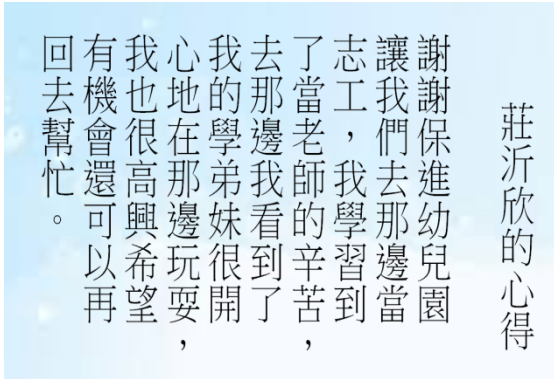 莊沂欣的心得
謝謝保進幼兒園
讓我們去那邊當
志工，我學習到
了當老師的辛苦，
去那邊我看到了
我的學弟妹很開
心地在那邊玩耍，
我也很高興希望
有機會還可以再
回去幫忙。